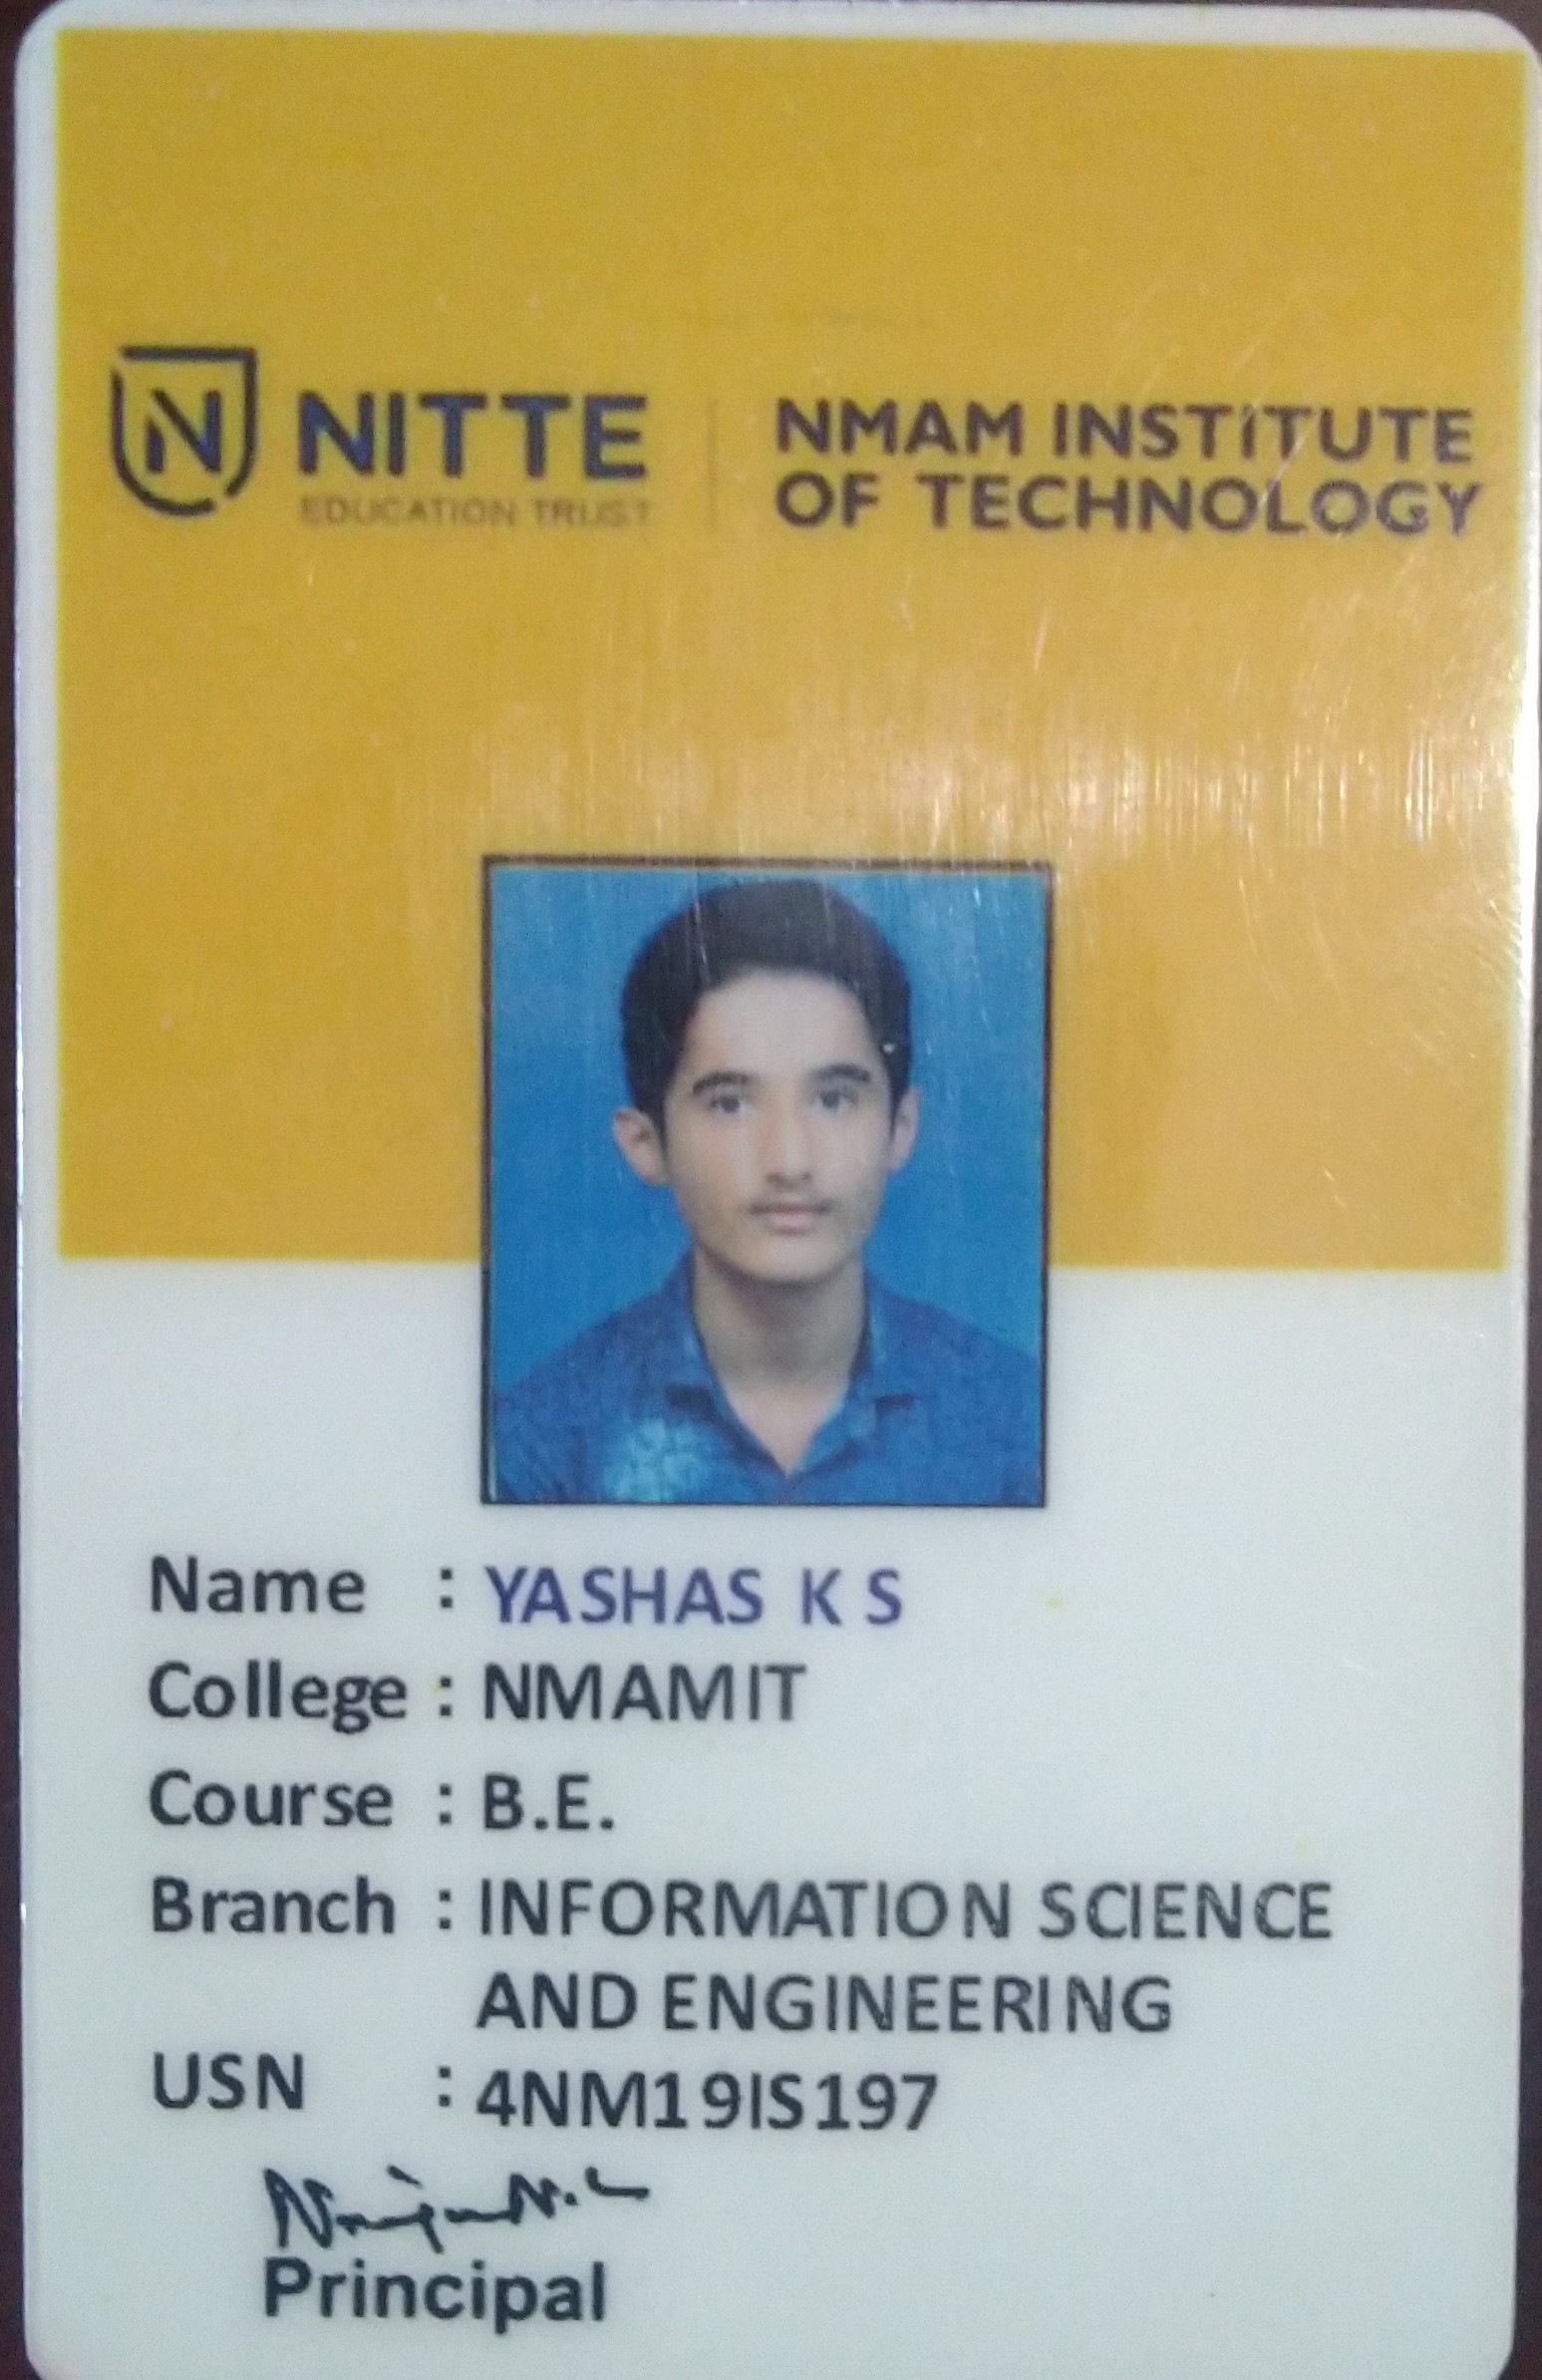 N NITTE
EDUCATION TRUST
NMAM INSTITUTE
OF TECHNOLOGY
Name : YASHAS K S
College : NMAMIT
Course : B.E.
Branch : INFORMATION SCIENCE
AND ENGINEERING
USN : 4NM19IS197
Principal